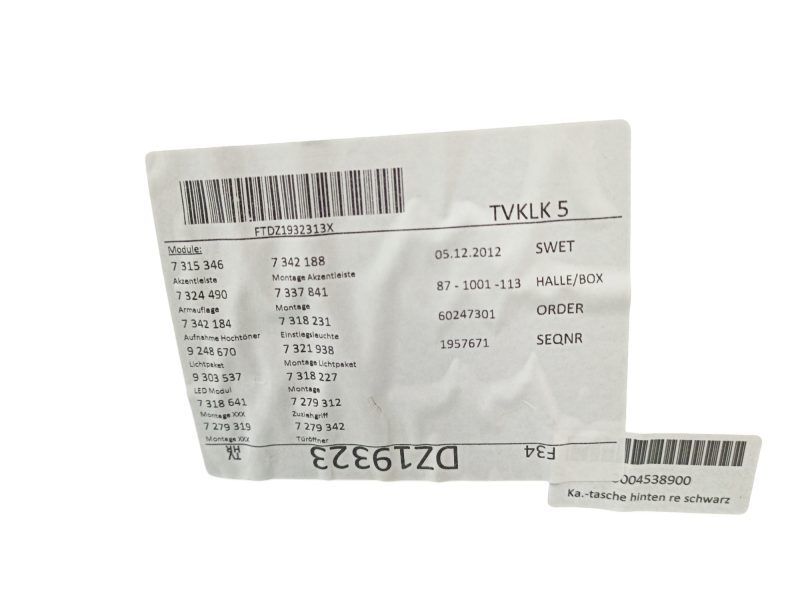 TVKLK 5
FTDZ1932313X
Module:
7 315 346
Akzentleiste
7 324 490
Armauflage
7 342 184
Aufnahme Hochtöner
9 248 670
Lichtpaket
9 303 537
LED Modul
7 318 641
Montage XXX
7 279 319
Montage XXX
7 342 188
Montage Akzentleiste
7 337 841
Montage
7 318 231
Einstiegsleuchte
7 321 938
Montage Lichtpaket
7 318 227
Montage
7 279 312
Zuziehgriff
7 279 342
Türöffner
05.12.2012 SWET
87 - 1001 -113 HALLE/BOX
60247301 ORDER
1957671 SEQNR
F34 DZ19323 TV
HR
004538900
Ka.-tasche hinten re schwarz